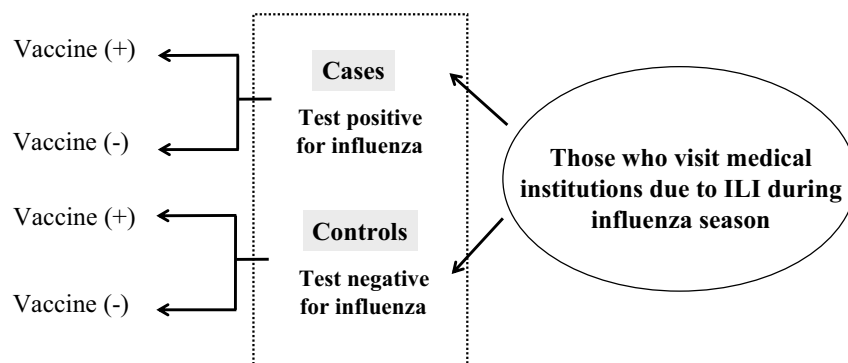 Vaccine (+)
Vaccine (-)
Vaccine (+)
Vaccine (-)
Cases
Test positive
for influenza
Controls
Test negative
for influenza
Those who visit medical
institutions due to ILI during
influenza season